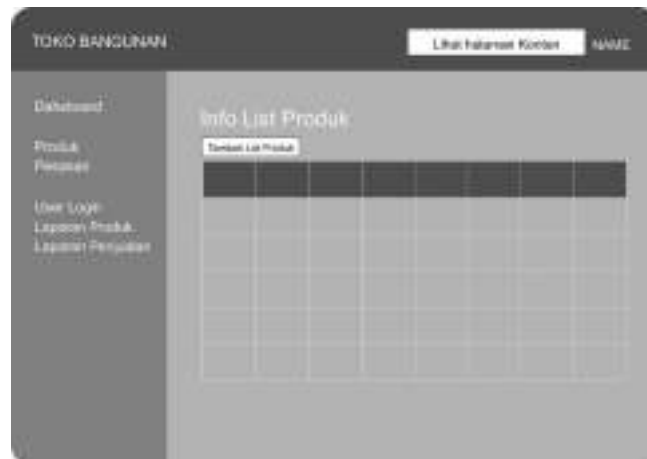 TOKO BANGUNAN
Lihat halaman Konten
NAME
Dahsboard
Info List Produk
Tambah List Produk
Produk
Pesanan
User Login
Laporan Produk
Laporan Penjualan